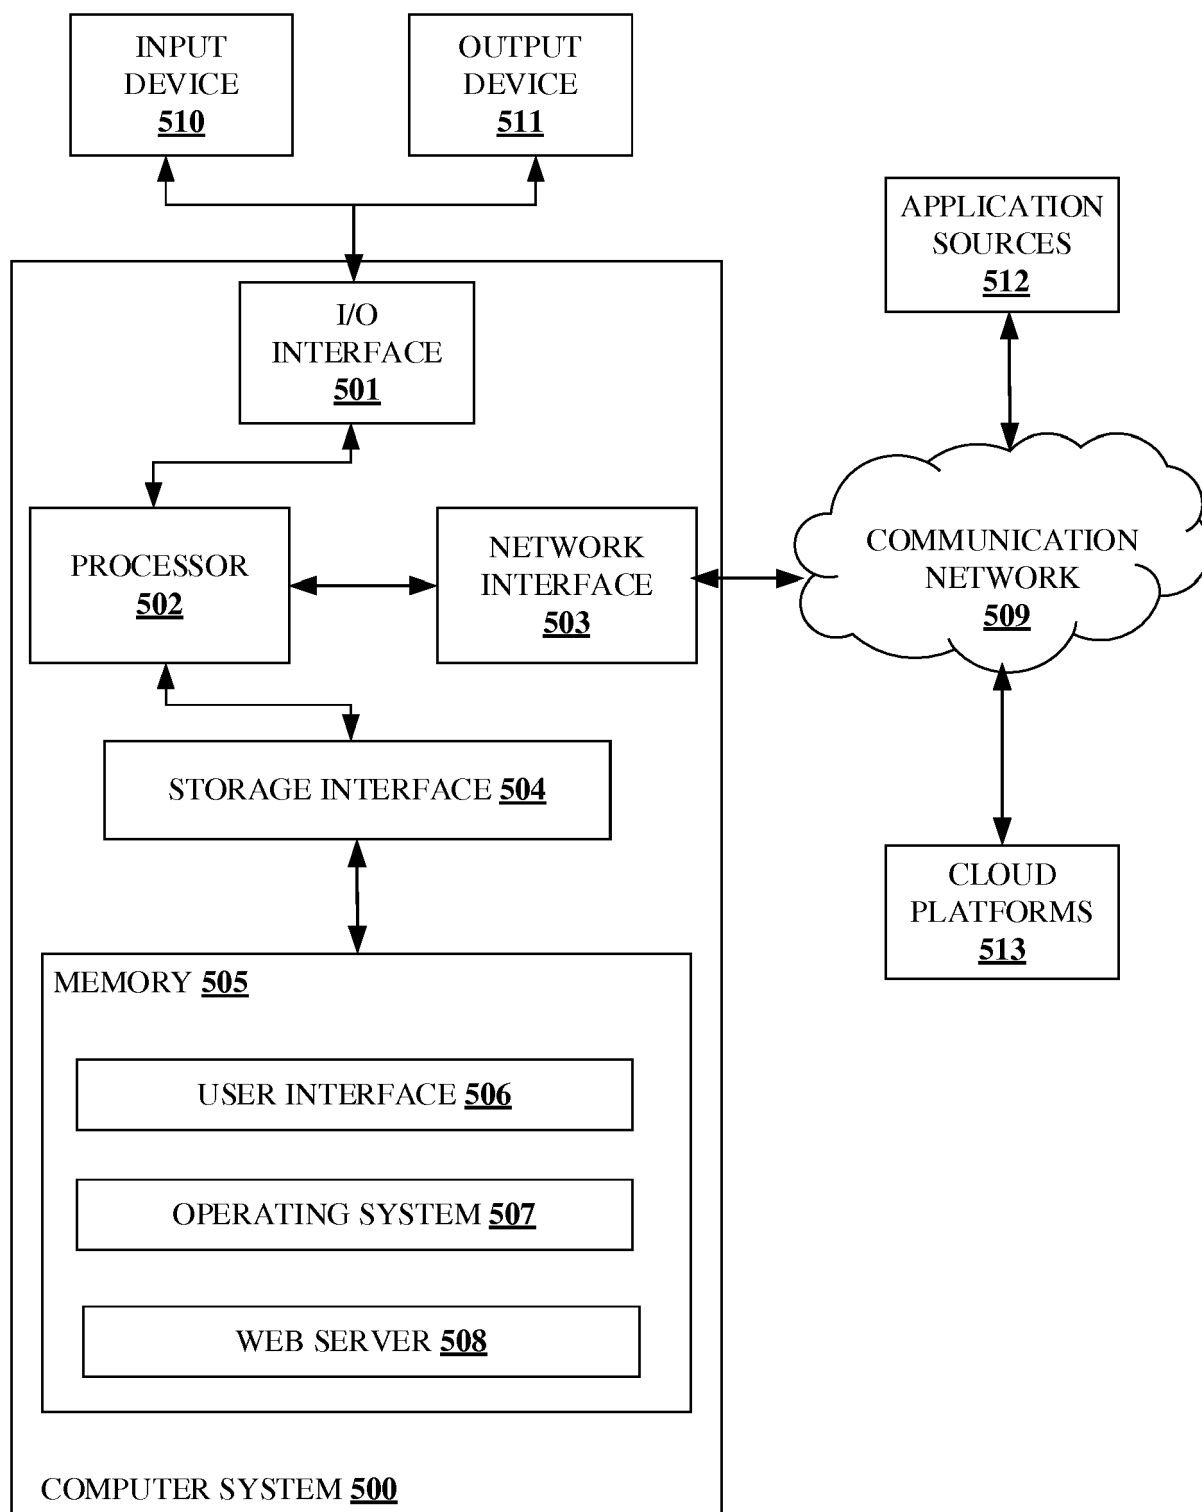 INPUT
DEVICE
510
OUTPUT
DEVICE
511
APPLICATION
SOURCES
512
I/O
INTERFACE
501
PROCESSOR
502
NETWORK
INTERFACE
503
COMMUNICATION
NETWORK
509
STORAGE INTERFACE 504
CLOUD
PLATFORMS
513
MEMORY 505
USER INTERFACE 506
OPERATING SYSTEM 507
WEB SERVER 508
COMPUTER SYSTEM 500